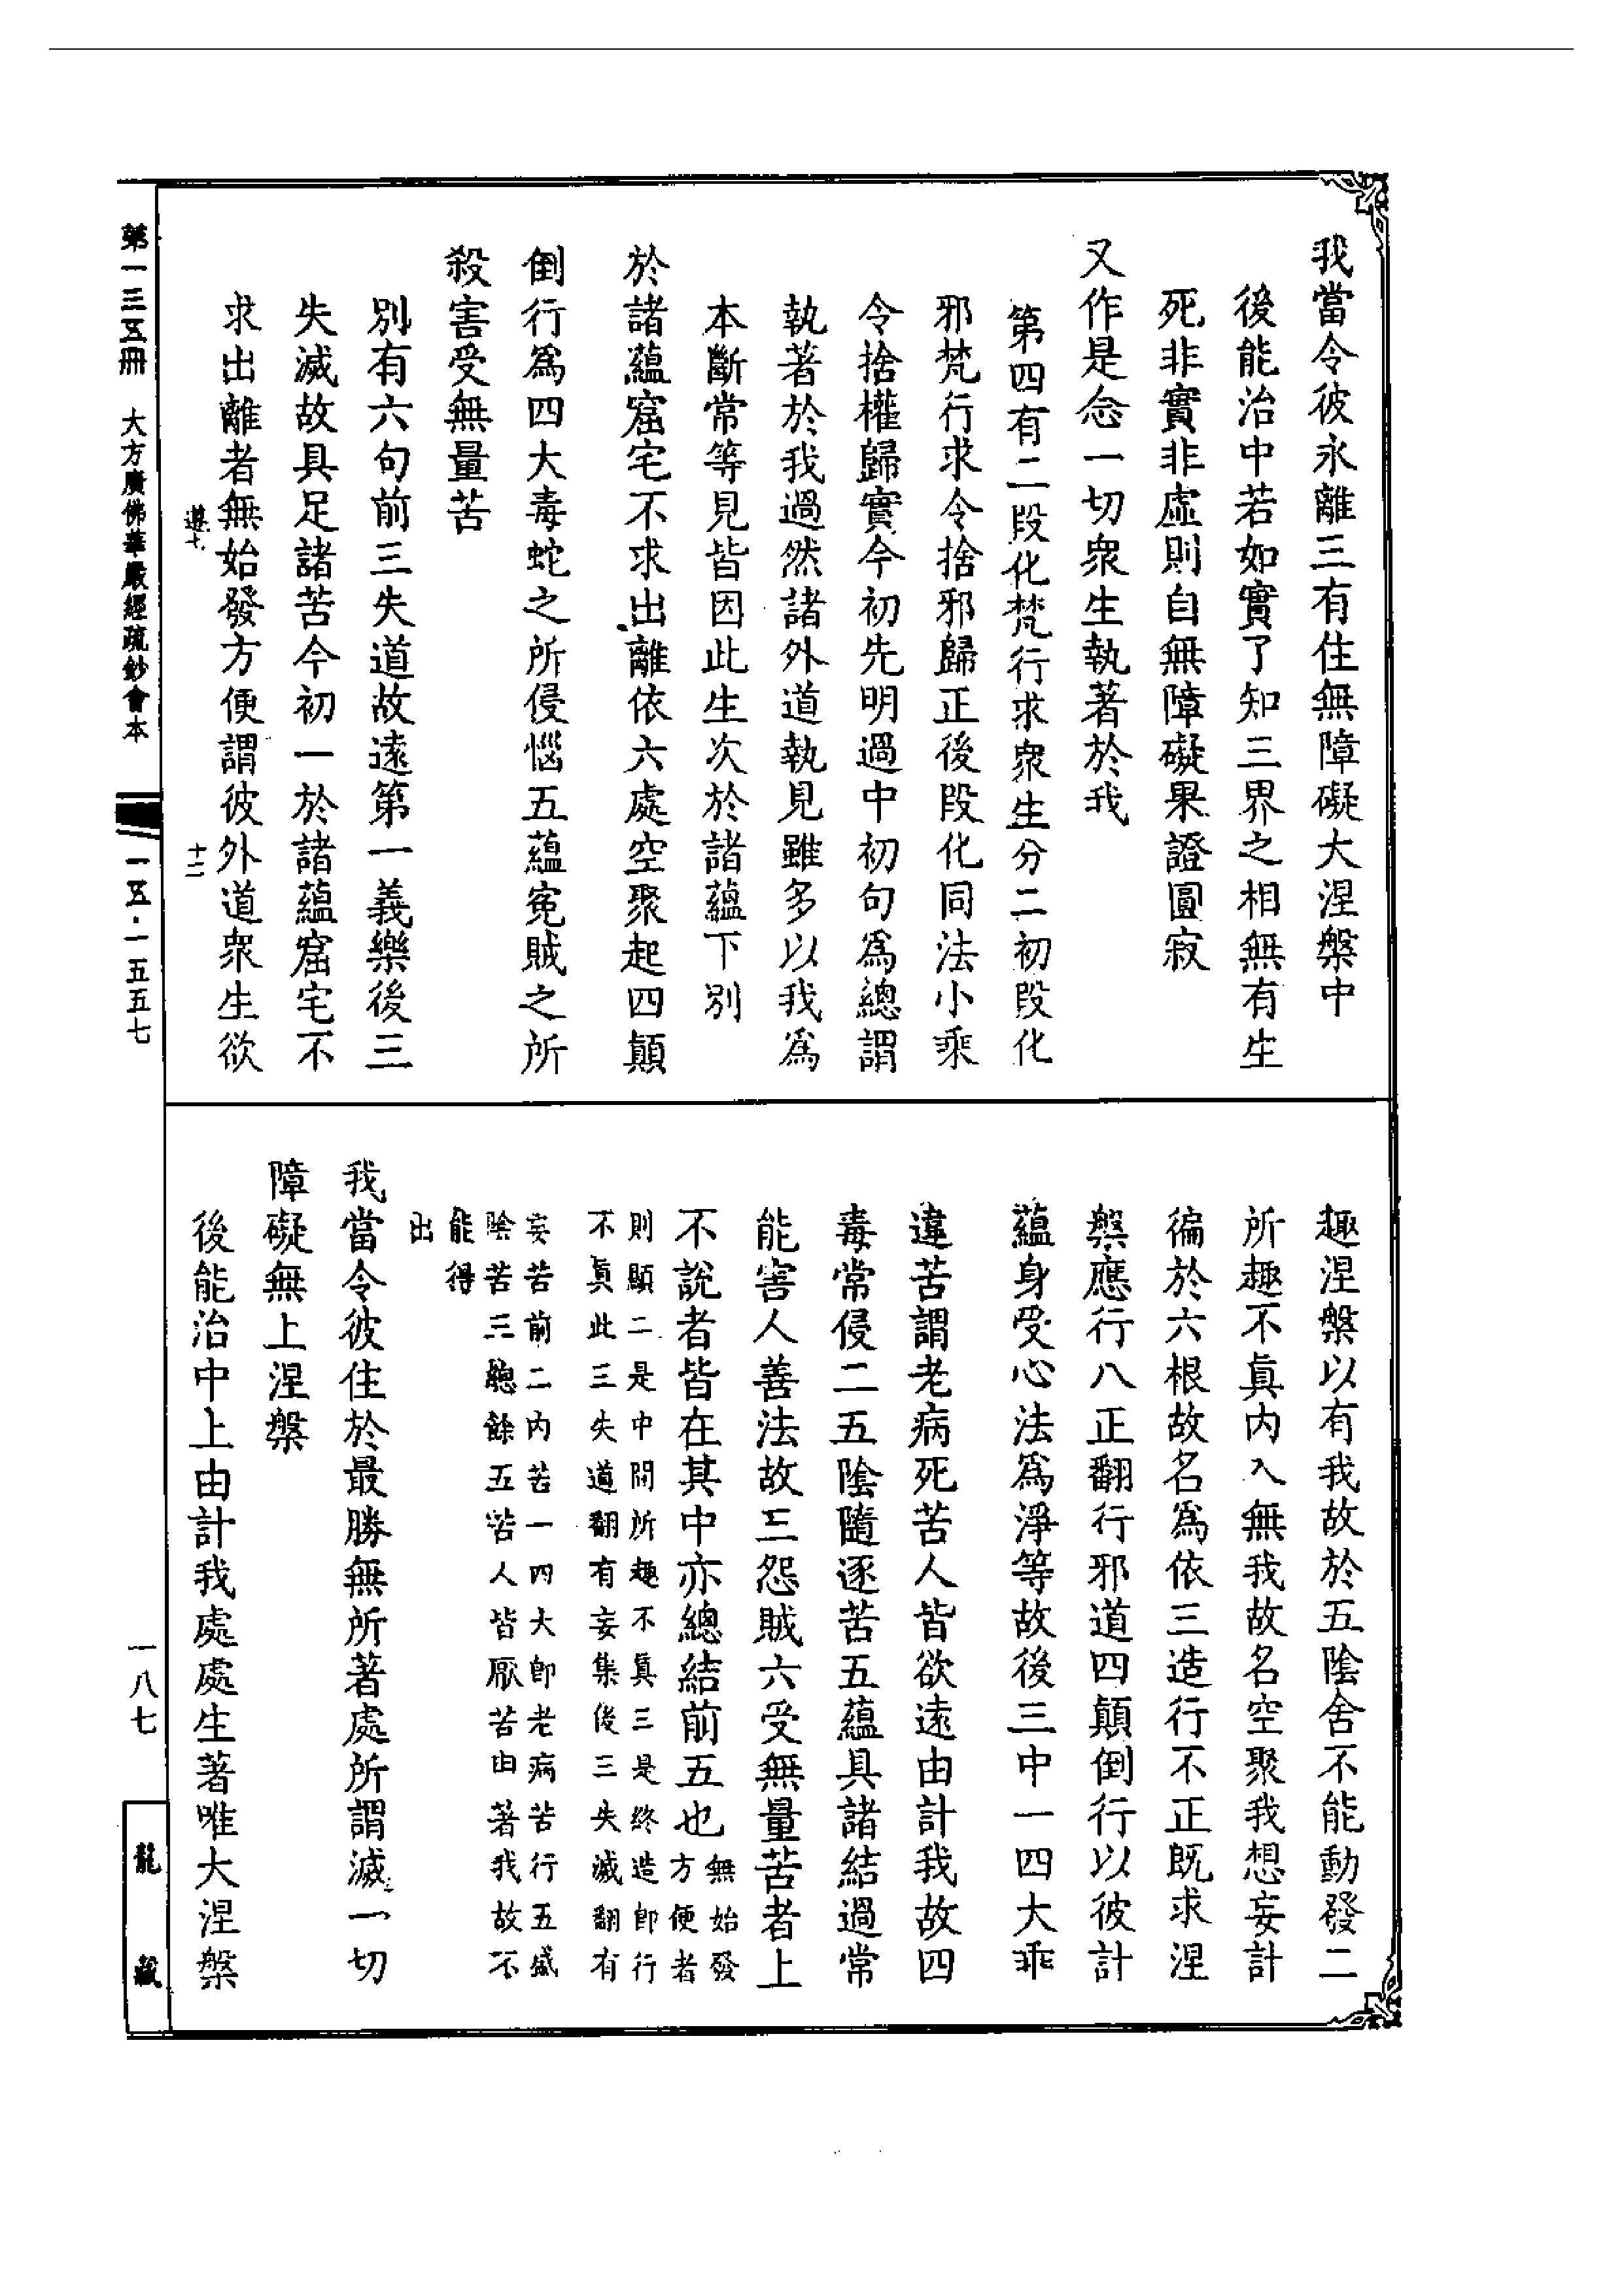 我當令彼永離三有住無障礙大涅槃中
後能治中若如實了知三界之相無有生
死非實非虛則自無障礙果證圓寂
又作是念一切衆生執著於我
第四有二段化梵行求衆生分二初段化
邪梵行求令捨邪歸正後段化同法小乘
令捨權歸實今初先明過中初句爲總謂
執著於我過然諸外道執見雖多以我爲
本斷常等見皆因此生次於諸蘊下別
於諸蘊窟宅不求出離依六處空聚起四顛
倒行爲四大毒蛇之所侵惱五蘊寃賊之所
殺害受無量苦
別有六句前三失道故遠第一義樂後三
失滅故具足諸苦今初一於諸蘊窟宅不
求出離者無始發方便謂彼外道衆生欲
趣涅槃以有我故於五陰舍不能動發二
所趣不眞内入無我故名空聚我想妄計
徧於六根故名爲依三造行不正既求涅
槃應行八正翻行邪道四顛倒行以彼計
蘊身受心法爲淨等故後三中一四大乖
違苦謂老病死苦人皆欲遠由計我故四
毒常侵二五陰隨逐苦五蘊具諸結過常
能害人善法故云怨賊六受無量苦者上
不說者皆在其中亦總結前五也無始發
方便者
則顯二是中間所趣不眞三是終造卽行
不眞此三失道翻有妄集後三失滅翻有
妄苦前二内苦一四大卽老病苦行五盛
陰苦三總餘五苦人皆厭苦由著我故不
能得
出
我當令彼住於最勝無所著處所謂滅一切
障礙無上涅槃
後能治中上由計我處處生著唯大涅槃
第一三五冊　大方廣佛華嚴經疏鈔會本
一五·一五五七
一八七
龍藏
十二